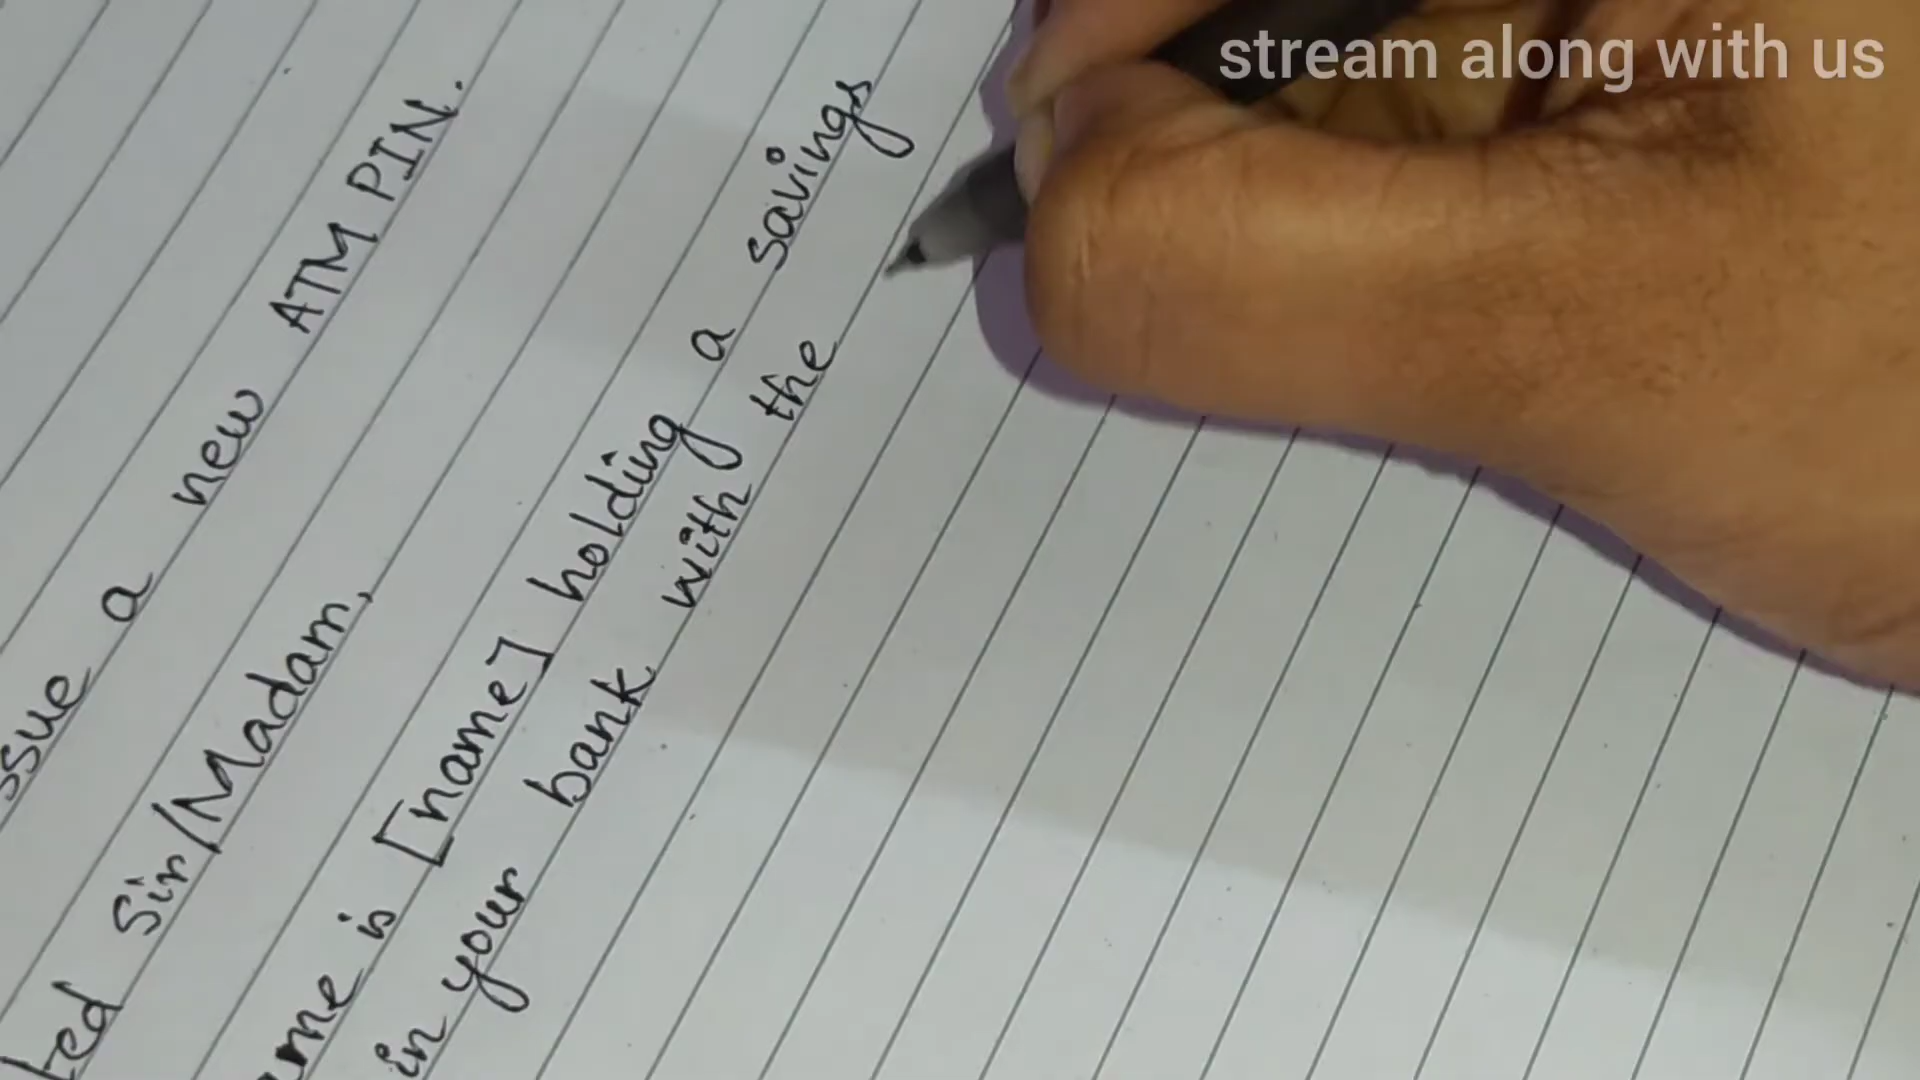 stream along with us
ssue a new ATM PIN.
ted Sir/Madam,
ame is [name] holding a savings
in your bank with the